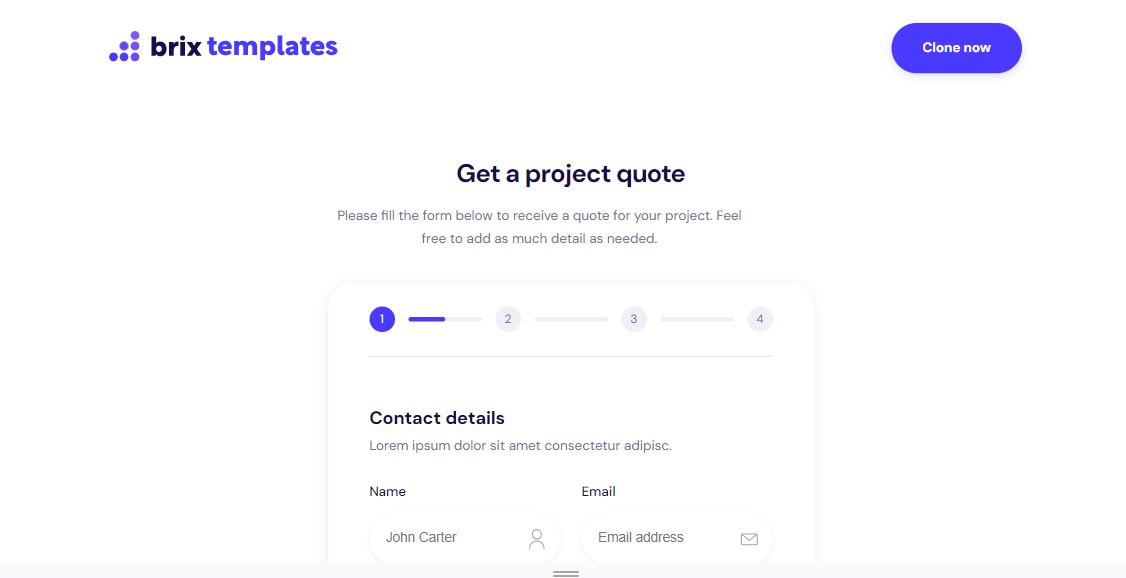 brix templates
Clone now
Get a project quote
Please fill the form below to receive a quote for your project. Feel
free to add as much detail as needed.
1 2 3 4
Contact details
Lorem ipsum dolor sit amet consectetur adipisc.
Name Email
John Carter Email address